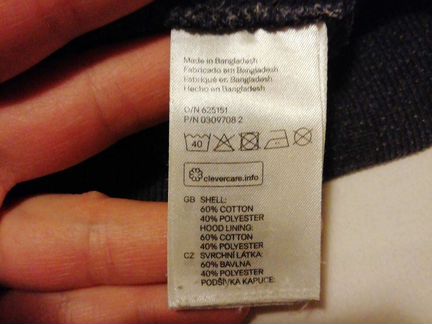 Made in Bangladesh
Fabricado em Bangladesh
Fabriqué en Bangladesh
Hecho en Bangladesh
O/N 625151
P/N 0309708 2
40
clevercare.info
GB SHELL:
60% COTTON
40% POLYESTER
HOOD LINING:
60% COTTON
40% POLYESTER
CZ SVRCHNÍ LÁTKA:
60% BAVLNA
40% POLYESTER
PODŠÍVKA KAPUCE: